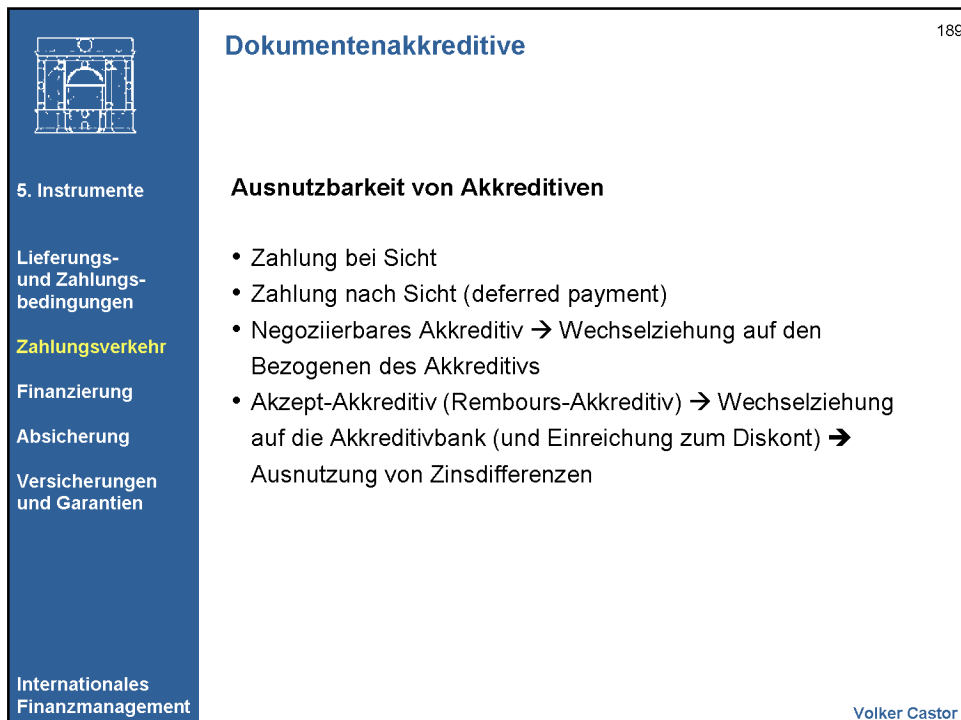 189
Dokumentenakkreditive
5. Instrumente
Lieferungs-
und Zahlungs-
bedingungen
Zahlungsverkehr
Finanzierung
Absicherung
Versicherungen
und Garantien
Internationales
Finanzmanagement
Ausnutzbarkeit von Akkreditiven
• Zahlung bei Sicht
• Zahlung nach Sicht (deferred payment)
• Negoziierbares Akkreditiv → Wechselziehung auf den
Bezogenen des Akkreditivs
• Akzept-Akkreditiv (Rembours-Akkreditiv) → Wechselziehung
auf die Akkreditivbank (und Einreichung zum Diskont) →
Ausnutzung von Zinsdifferenzen
Volker Castor